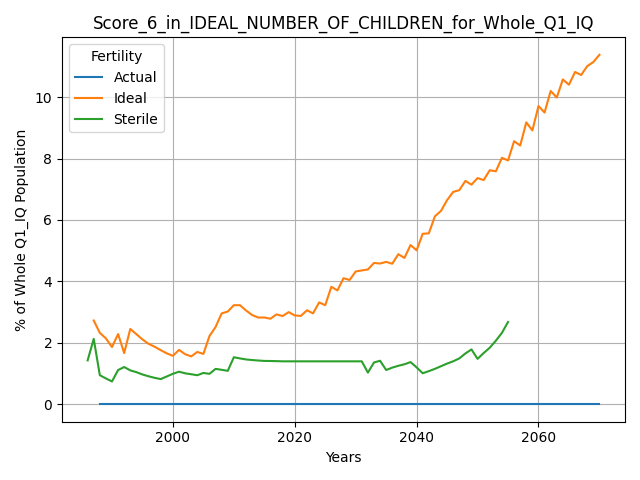 Score_6_in_IDEAL_NUMBER_OF_CHILDREN_for_Whole_Q1_IQ
Fertility
Actual
Ideal
Sterile
% of Whole Q1_IQ Population
10
8
6
4
2
0
2000 2020 2040 2060
Years